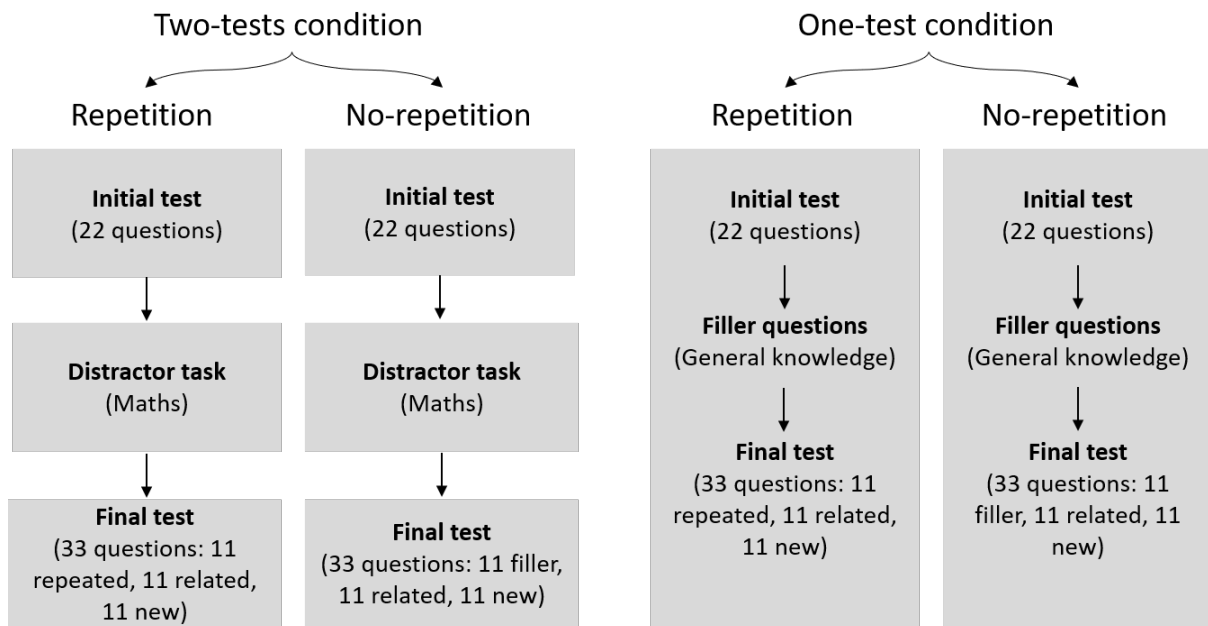 Two-tests condition
Repetition
No-repetition
Initial test
(22 questions)
Distractor task
(Maths)
Final test
(33 questions: 11
repeated, 11 related,
11 new)
Initial test
(22 questions)
Distractor task
(Maths)
Final test
(33 questions: 11 filler,
11 related, 11 new)
One-test condition
Repetition
No-repetition
Initial test
(22 questions)
Filler questions
(General knowledge)
Final test
(33 questions: 11
repeated, 11 related,
11 new)
Initial test
(22 questions)
Filler questions
(General knowledge)
Final test
(33 questions: 11
filler, 11 related, 11
new)